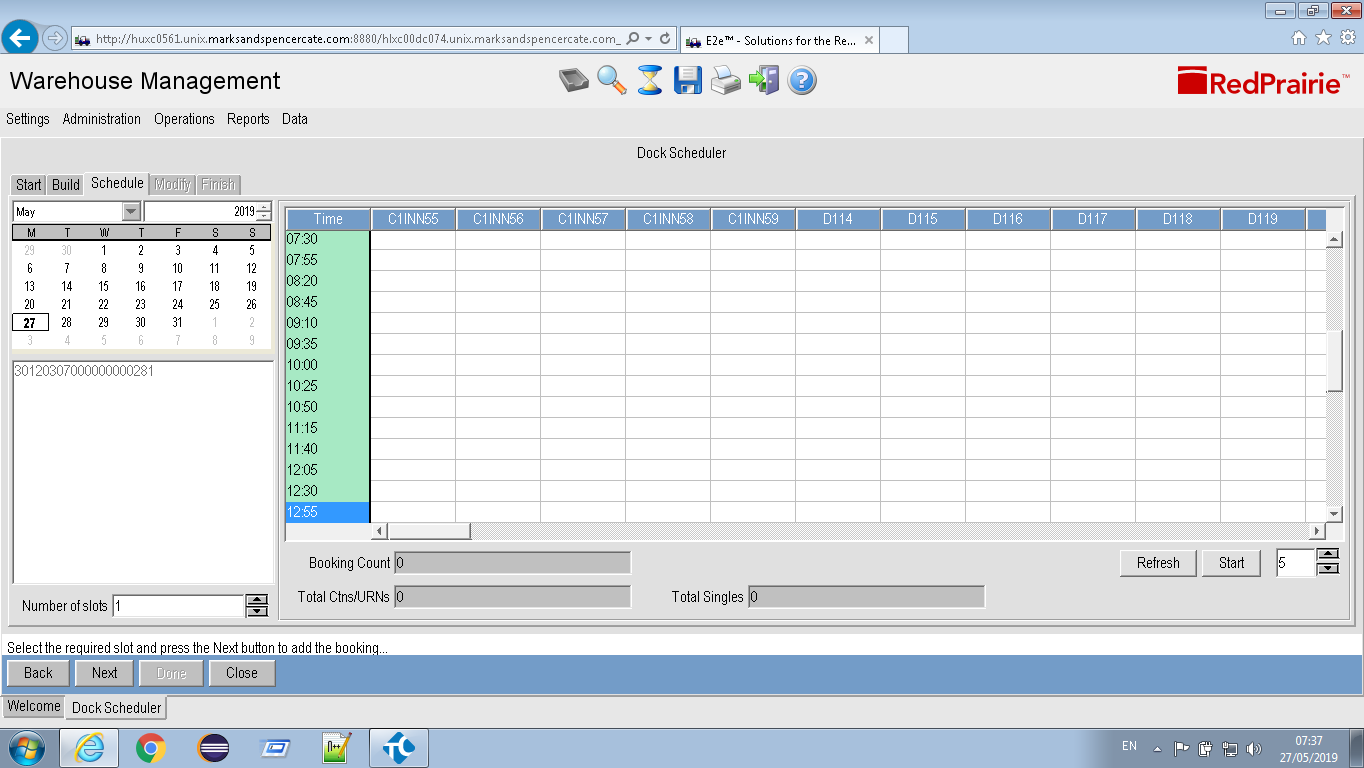 http://huxc0561.unix.marksandspencercate.com:8880/hlxc00dc074.unix.marksandspencercate.com_
E2e™ - Solutions for the Re...
Warehouse Management
RedPrairie™
Settings Administration Operations Reports Data
Dock Scheduler
Start Build Schedule Modify Finish
May 2019
M T W T F S S
29 30 1 2 3 4 5
6 7 8 9 10 11 12
13 14 15 16 17 18 19
20 21 22 23 24 25 26
27 28 29 30 31 1 2
3 4 5 6 7 8 9
30120307000000000281
Number of slots 1
Time C1INN55 C1INN56 C1INN57 C1INN58 C1INN59 D114 D115 D116 D117 D118 D119
07:30
07:55
08:20
08:45
09:10
09:35
10:00
10:25
10:50
11:15
11:40
12:05
12:30
12:55
Booking Count 0
Refresh Start 5
Total Ctns/URNs 0 Total Singles 0
Select the required slot and press the Next button to add the booking...
Back Next Done Close
Welcome Dock Scheduler
EN
07:37
27/05/2019